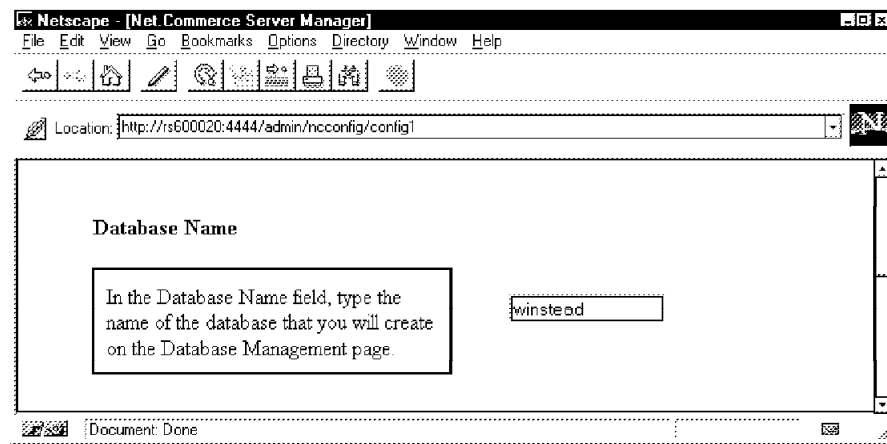 Netscape - [Net.Commerce Server Manager]
File Edit View Go Bookmarks Options Directory Window Help
Location: http://rs600020:4444/admin/ncconfig/config1
N
Database Name
In the Database Name field, type the
name of the database that you will create
on the Database Management page.
winstead
Document: Done